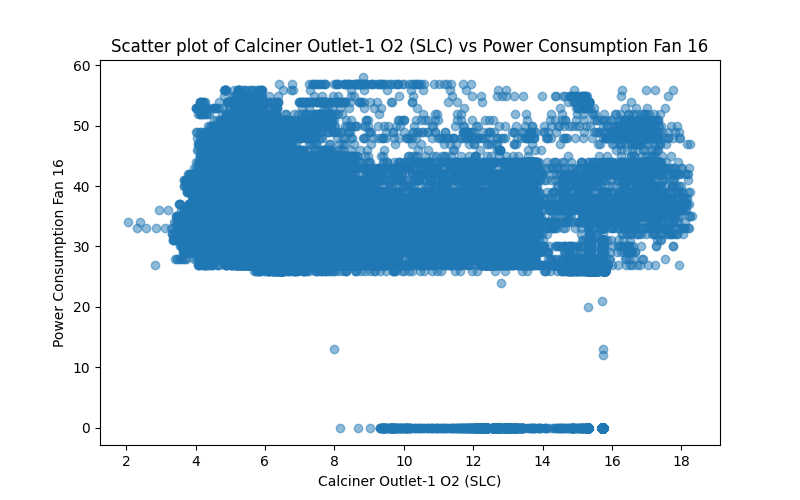 Scatter plot of Calciner Outlet-1 O2 (SLC) vs Power Consumption Fan 16
60
50
40
30
20
10
0
Power Consumption Fan 16
2 4 6 8 10 12 14 16 18
Calciner Outlet-1 O2 (SLC)